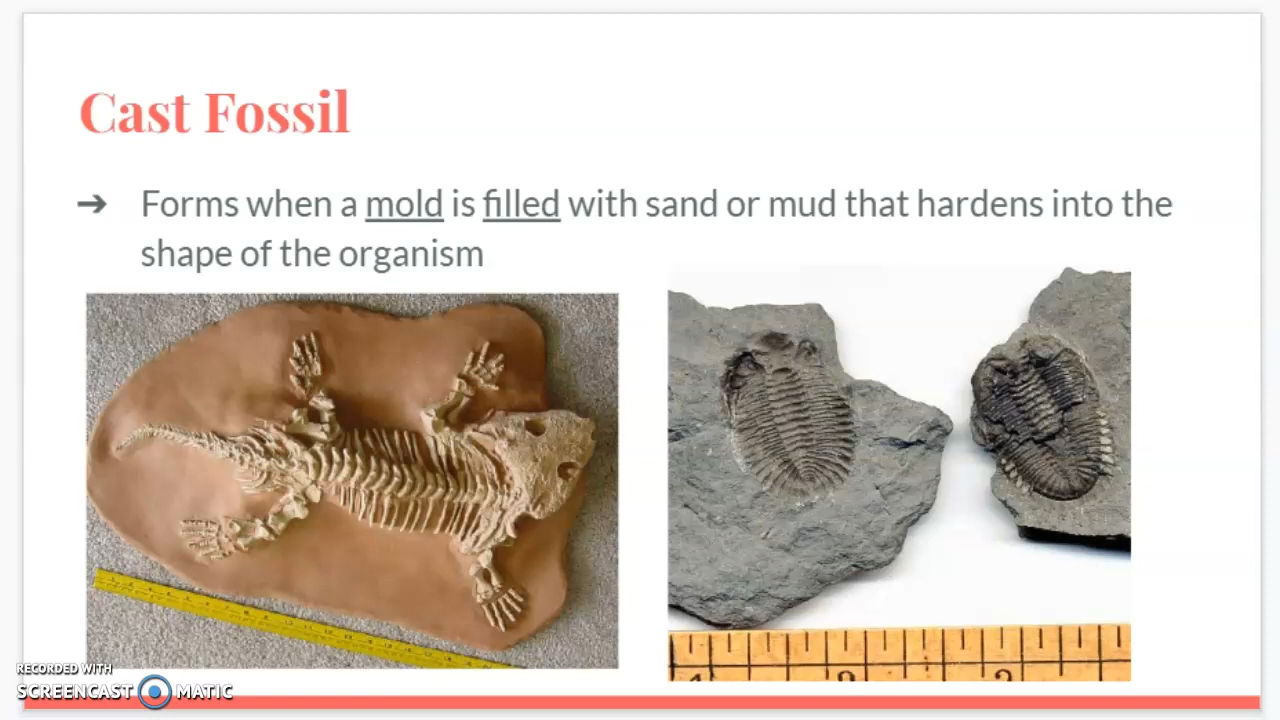 Cast Fossil
➔ Forms when a mold is filled with sand or mud that hardens into the
shape of the organism
RECORDED WITH
SCREENCAST MATIC